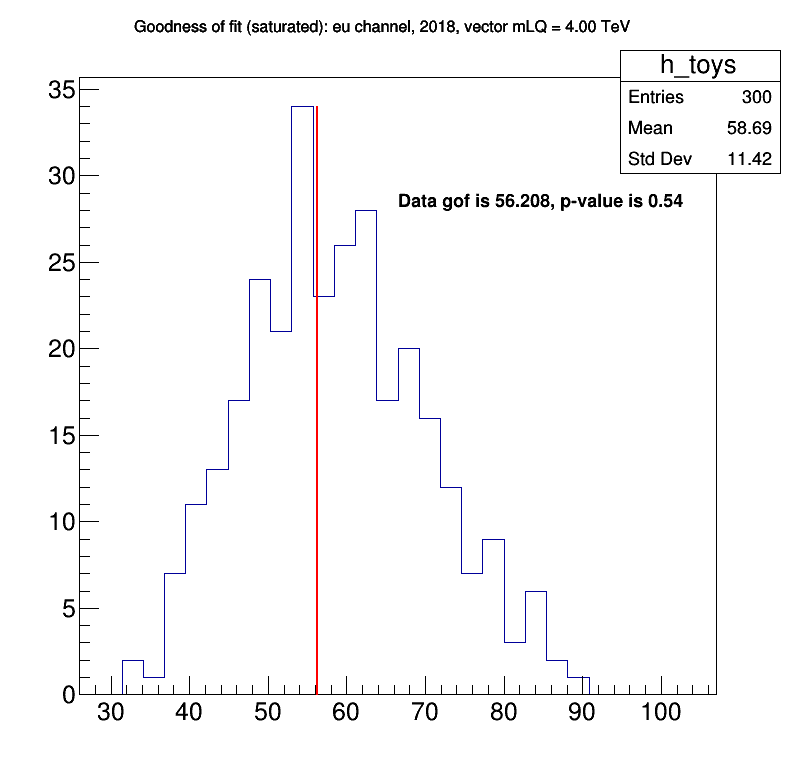 Goodness of fit (saturated): eu channel, 2018, vector mLQ = 4.00 TeV
h_toys
Entries 300
Mean 58.69
Std Dev 11.42
Data gof is 56.208, p-value is 0.54
35
30
25
20
15
10
5
0
30 40 50 60 70 80 90 100